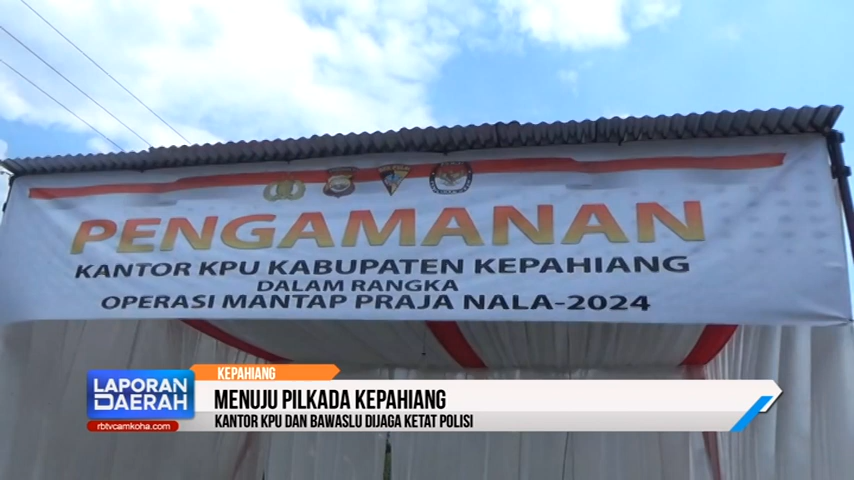 PENGAMANAN
KANTOR KPU KABUPATEN KEPAHIANG
DALAM RANGKA
OPERASI MANTAP PRAJA NALA-2024
KEPAHIANG
LAPORAN
DAERAH
rbtvcamkoha.com
MENUJU PILKADA KEPAHIANG
KANTOR KPU DAN BAWASLU DIJAGA KETAT POLISI